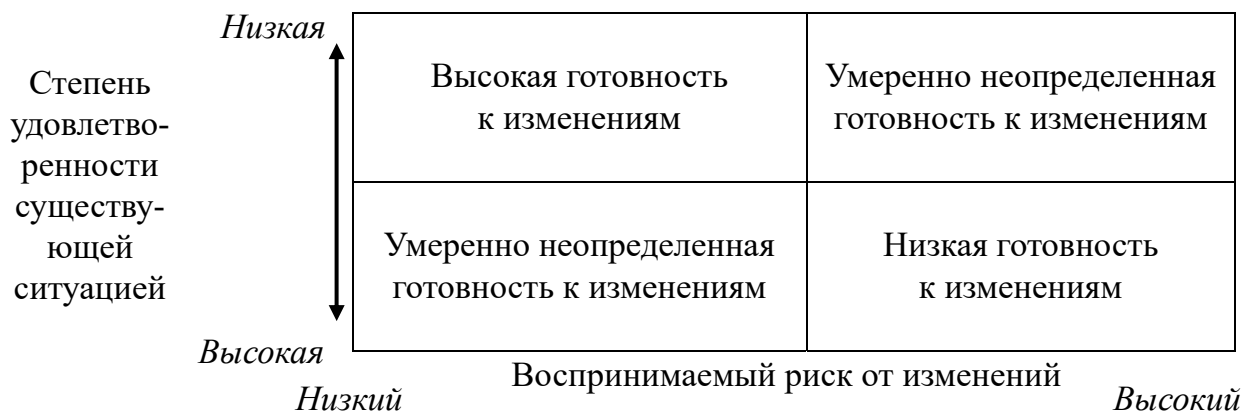 Низкая
Степень
удовлетво-
ренности
существу-
ющей
ситуацией
Высокая
Высокая готовность
к изменениям
Умеренно неопределенная
готовность к изменениям
Умеренно неопределенная
готовность к изменениям
Низкая готовность
к изменениям
Низкий
Воспринимаемый риск от изменений
Высокий